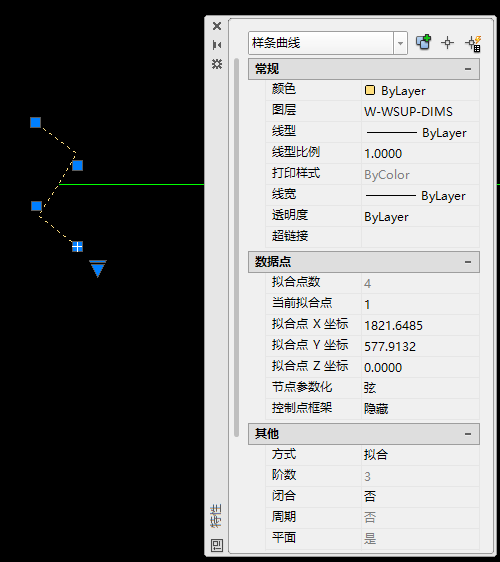 样条曲线
常规
颜色 ByLayer
图层 W-WSUP-DIMS
线型 ByLayer
线型比例 1.0000
打印样式 ByColor
线宽 ByLayer
透明度 ByLayer
超链接
数据点
拟合点数 4
当前拟合点 1
拟合点 X 坐标 1821.6485
拟合点 Y 坐标 577.9132
拟合点 Z 坐标 0.0000
节点参数化 弦
控制点框架 隐藏
其他
方式 拟合
阶数 3
闭合 否
周期 否
平面 是
特性